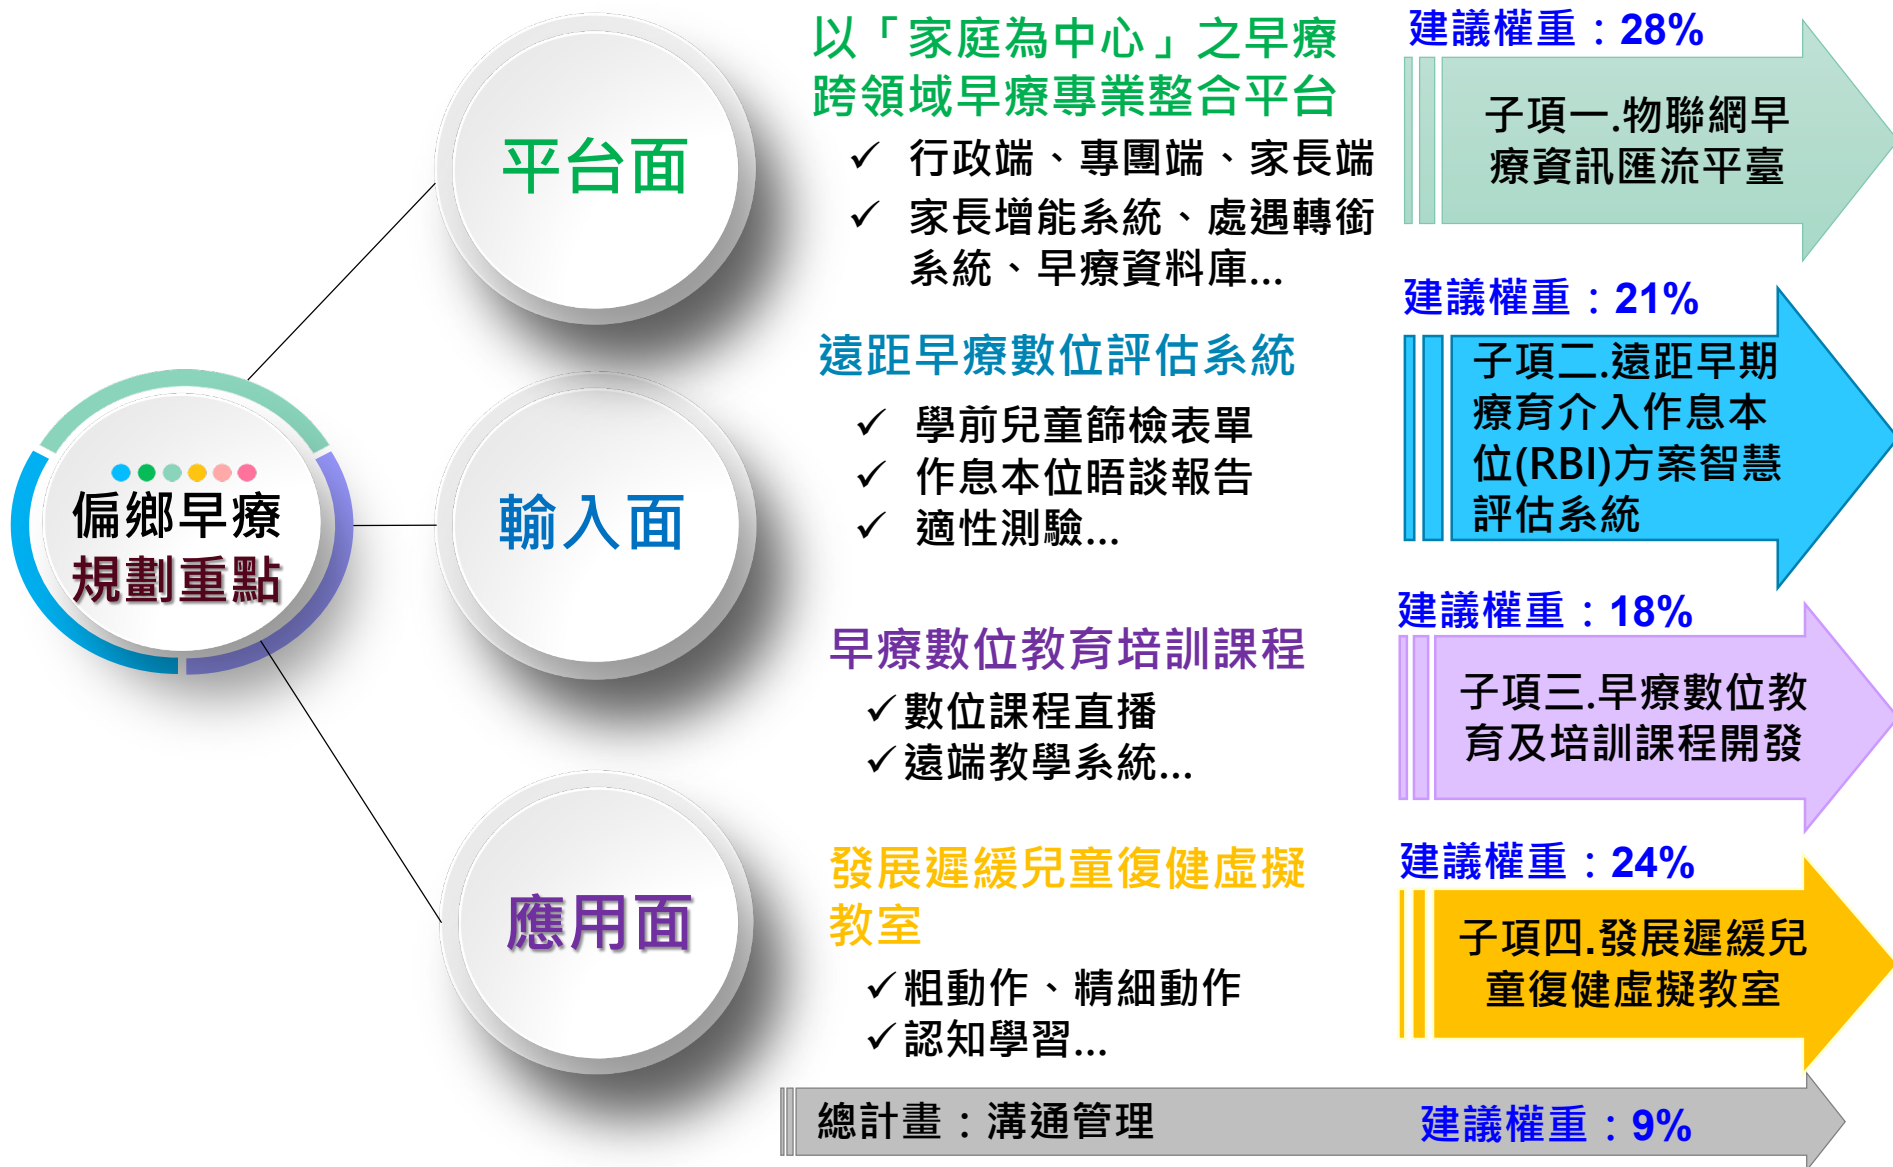 偏鄉早療
規劃重點
平台面
以「家庭為中心」之早療
跨領域早療專業整合平台
✓ 行政端、專團端、家長端
✓ 家長增能系統、處遇轉銜
系統、早療資料庫...
建議權重：28%
子項一.物聯網早
療資訊匯流平臺
輸入面
遠距早療數位評估系統
✓ 學前兒童篩檢表單
✓ 作息本位晤談報告
✓ 適性測驗...
建議權重：21%
子項二.遠距早期
療育介入作息本
位(RBI)方案智慧
評估系統
應用面
早療數位教育培訓課程
✓數位課程直播
✓遠端教學系統...
建議權重：18%
子項三.早療數位教
育及培訓課程開發
發展遲緩兒童復健虛擬
教室
✓粗動作、精細動作
✓認知學習...
建議權重：24%
子項四.發展遲緩兒
童復健虛擬教室
總計畫：溝通管理
建議權重：9%